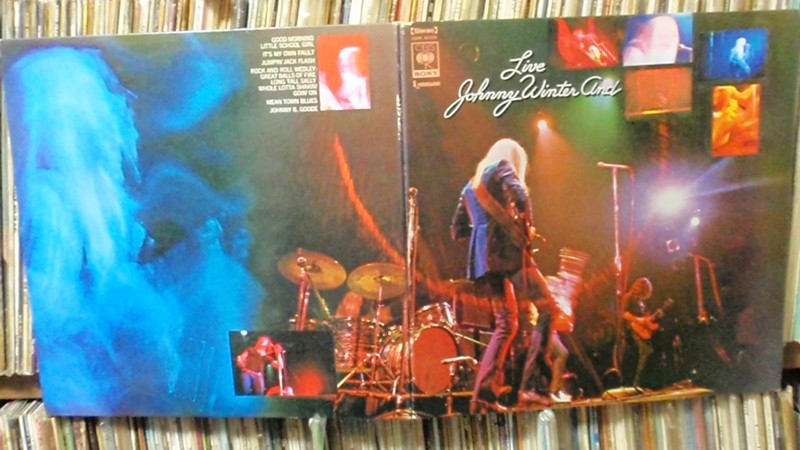 GOOD MORNING
LITTLE SCHOOL GIRL
IT'S MY OWN FAULT
JUMPIN' JACK FLASH
ROCK AND ROLL MEDLEY
GREAT BALLS OF FIRE
LONG TALL SALLY
WHOLE LOTTA SHAKIN'
GOIN' ON
MEAN TOWN BLUES
JOHNNY B. GOODE
Stereo
CBS
SONY
Live
Johnny Winter And